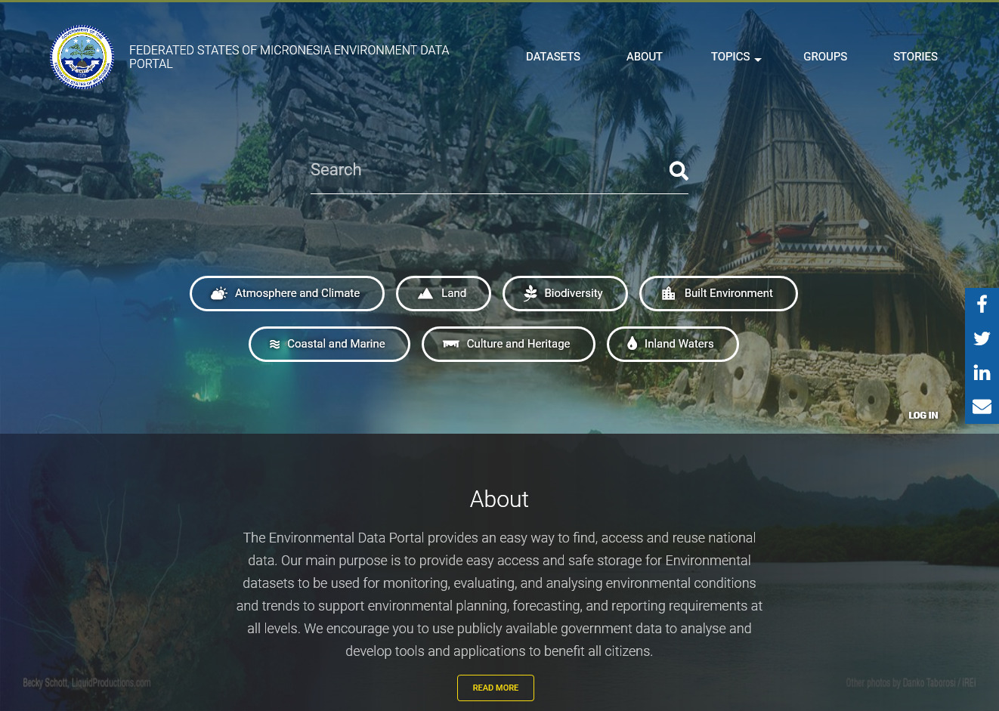 FEDERATED STATES OF MICRONESIA ENVIRONMENT DATA
PORTAL
DATASETS
ABOUT
TOPICS
GROUPS
STORIES
Search
Atmosphere and Climate
Land
Biodiversity
Built Environment
Coastal and Marine
Culture and Heritage
Inland Waters
LOG IN
About
The Environmental Data Portal provides an easy way to find, access and reuse national
data. Our main purpose is to provide easy access and safe storage for Environmental
datasets to be used for monitoring, evaluating, and analysing environmental conditions
and trends to support environmental planning, forecasting, and reporting requirements at
all levels. We encourage you to use publicly available government data to analyse and
develop tools and applications to benefit all citizens.
Becky Schott, LiquidProductions.com
Other photos by Danko Taborosi / iREi
READ MORE